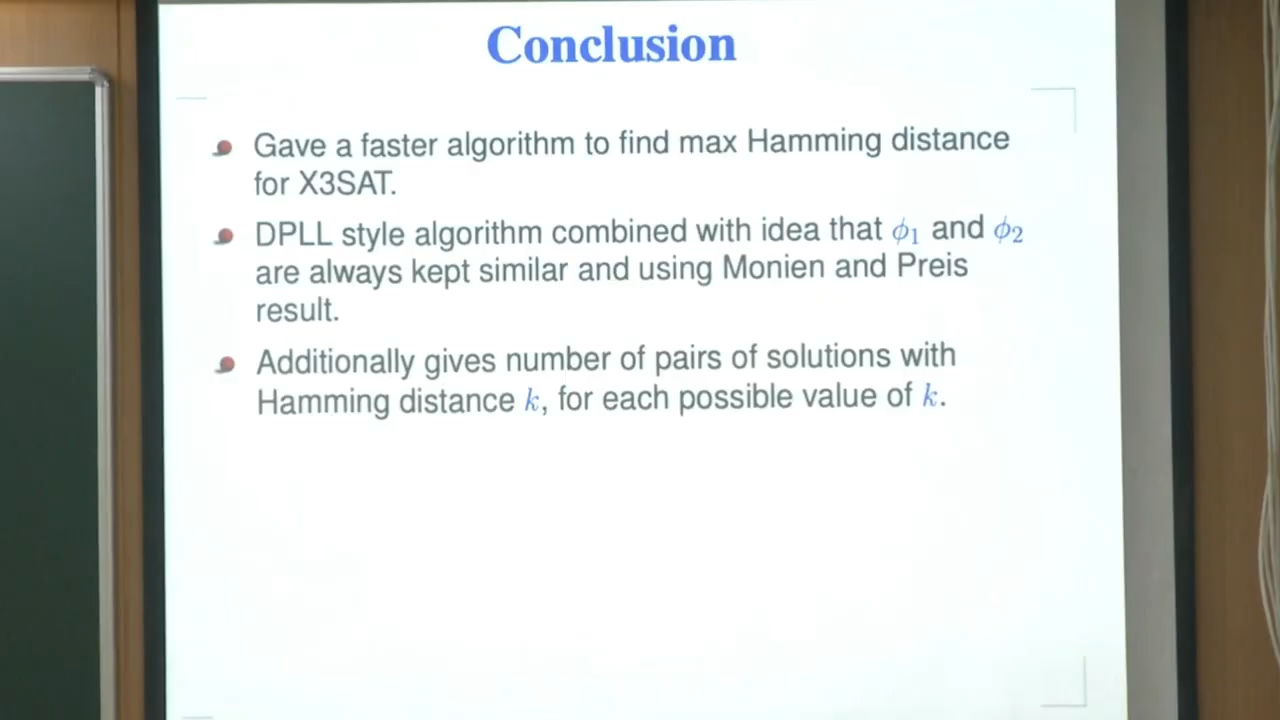 Conclusion
Gave a faster algorithm to find max Hamming distance
for X3SAT.
DPLL style algorithm combined with idea that ϕ₁ and ϕ₂
are always kept similar and using Monien and Preis
result.
Additionally gives number of pairs of solutions with
Hamming distance k, for each possible value of k.